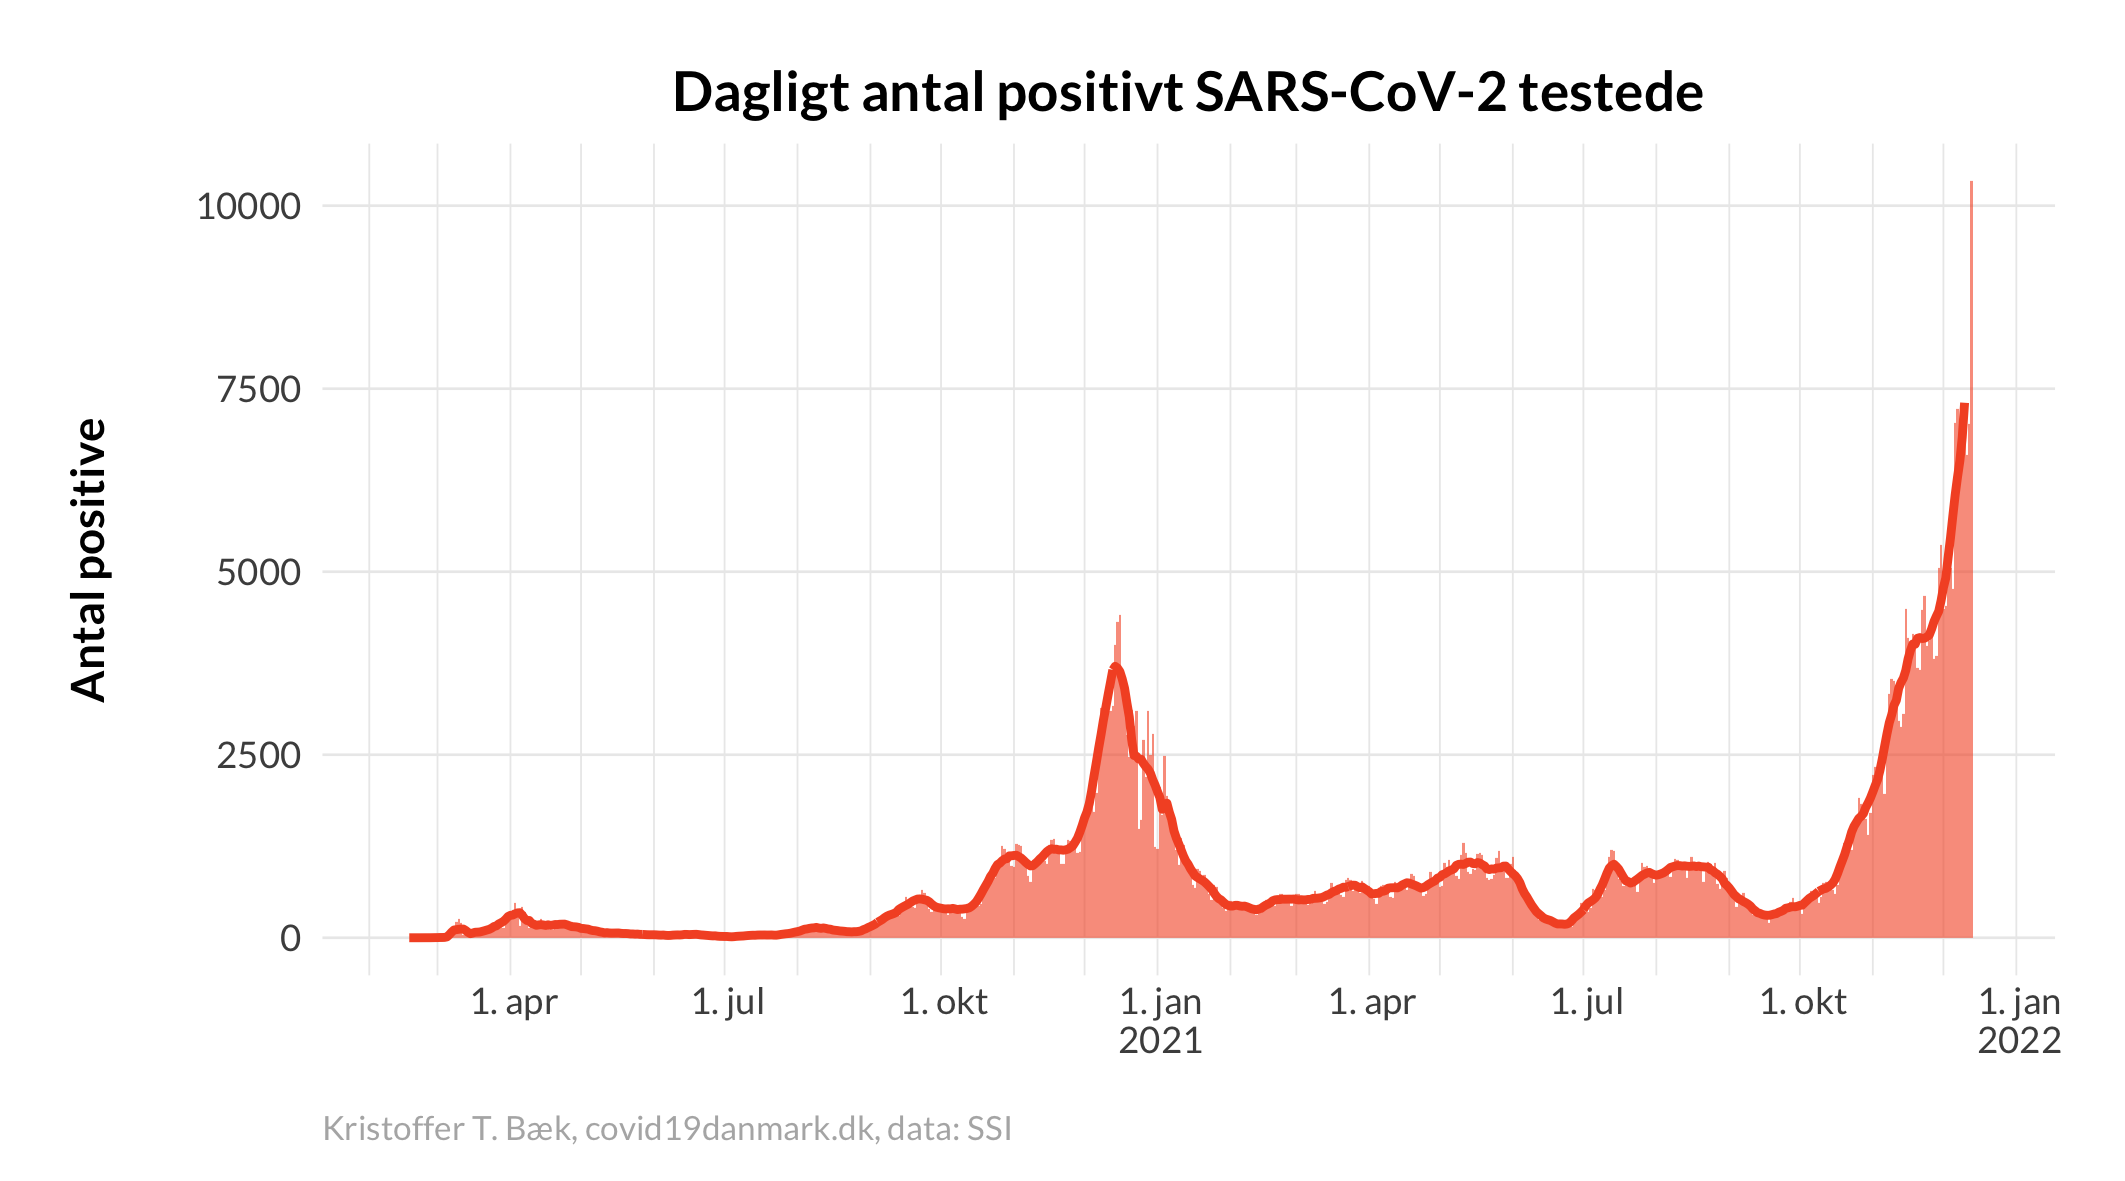 Dagligt antal positivt SARS-CoV-2 testede
Antal positive
10000
7500
5000
2500
0
1. apr
1. jul
1. okt
1. jan
2021
1. apr
1. jul
1. okt
1. jan
2022
Kristoffer T. Bæk, covid19danmark.dk, data: SSI